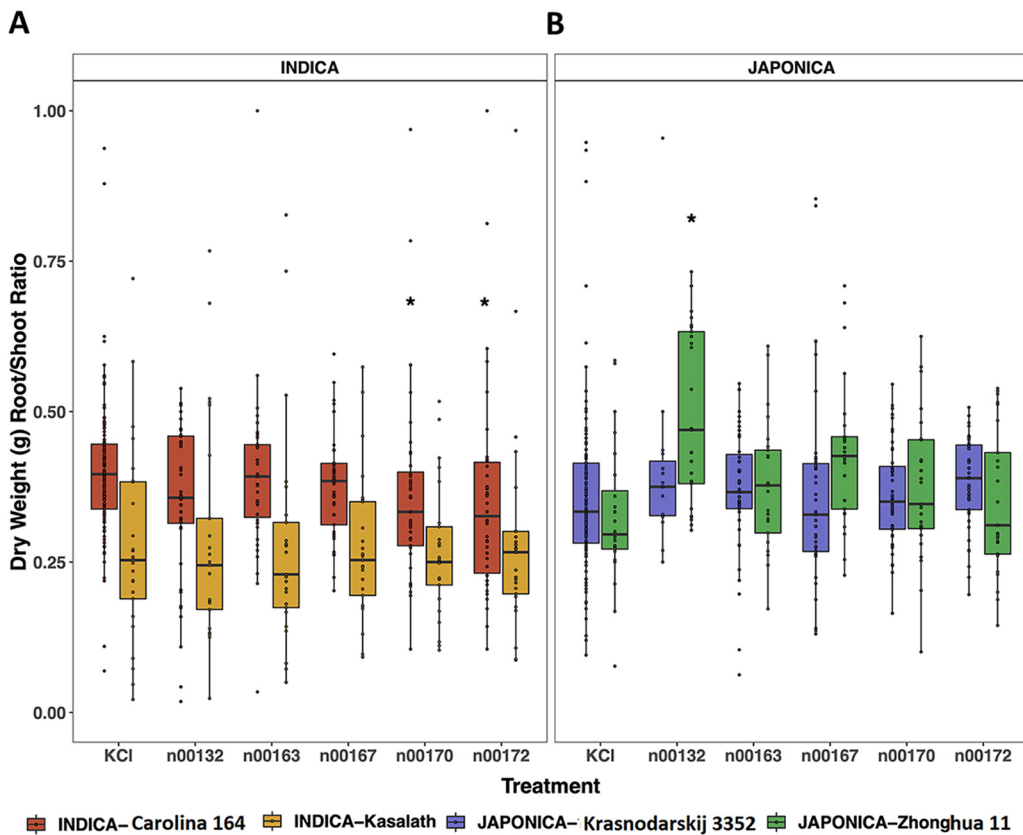 A
B
INDICA
JAPONICA
Dry Weight (g) Root/Shoot Ratio
1.00
0.75
0.50
0.25
0.00
*
*
*
KCl n00132 n00163 n00167 n00170 n00172
KCl n00132 n00163 n00167 n00170 n00172
Treatment
INDICA–Carolina 164 INDICA–Kasalath JAPONICA–Krasnodarskij 3352 JAPONICA–Zhonghua 11